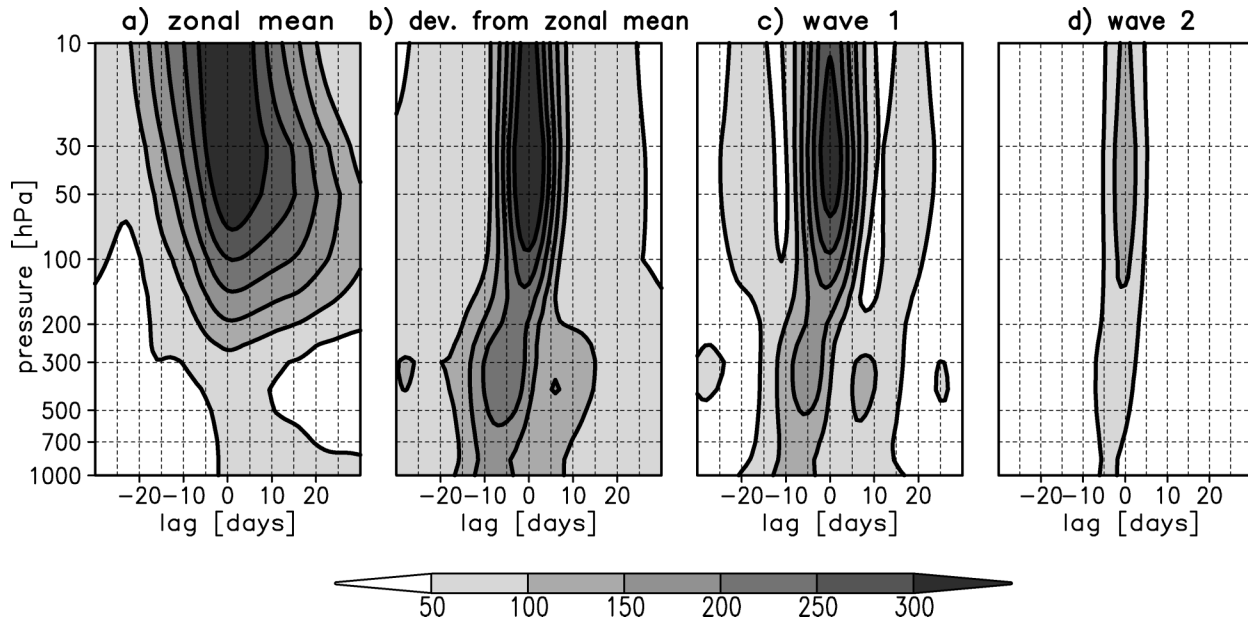 a) zonal mean b) dev. from zonal mean c) wave 1 d) wave 2
10
30
50
100
200
300
500
700
1000
pressure [hPa]
-20 -10 0 10 20 -20 -10 0 10 20 -20 -10 0 10 20 -20 -10 0 10 20
lag [days] lag [days] lag [days] lag [days]
50 100 150 200 250 300